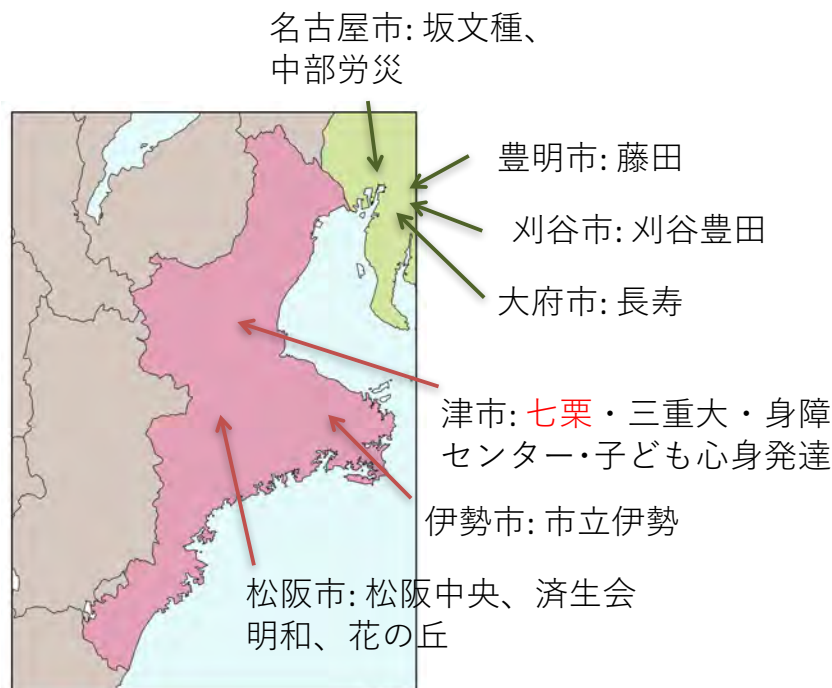 名古屋市: 坂文種、
中部労災
豊明市: 藤田
刈谷市: 刈谷豊田
大府市: 長寿
津市: 七栗・三重大・身障
センター・子ども心身発達
伊勢市: 市立伊勢
松阪市: 松阪中央、済生会
明和、花の丘